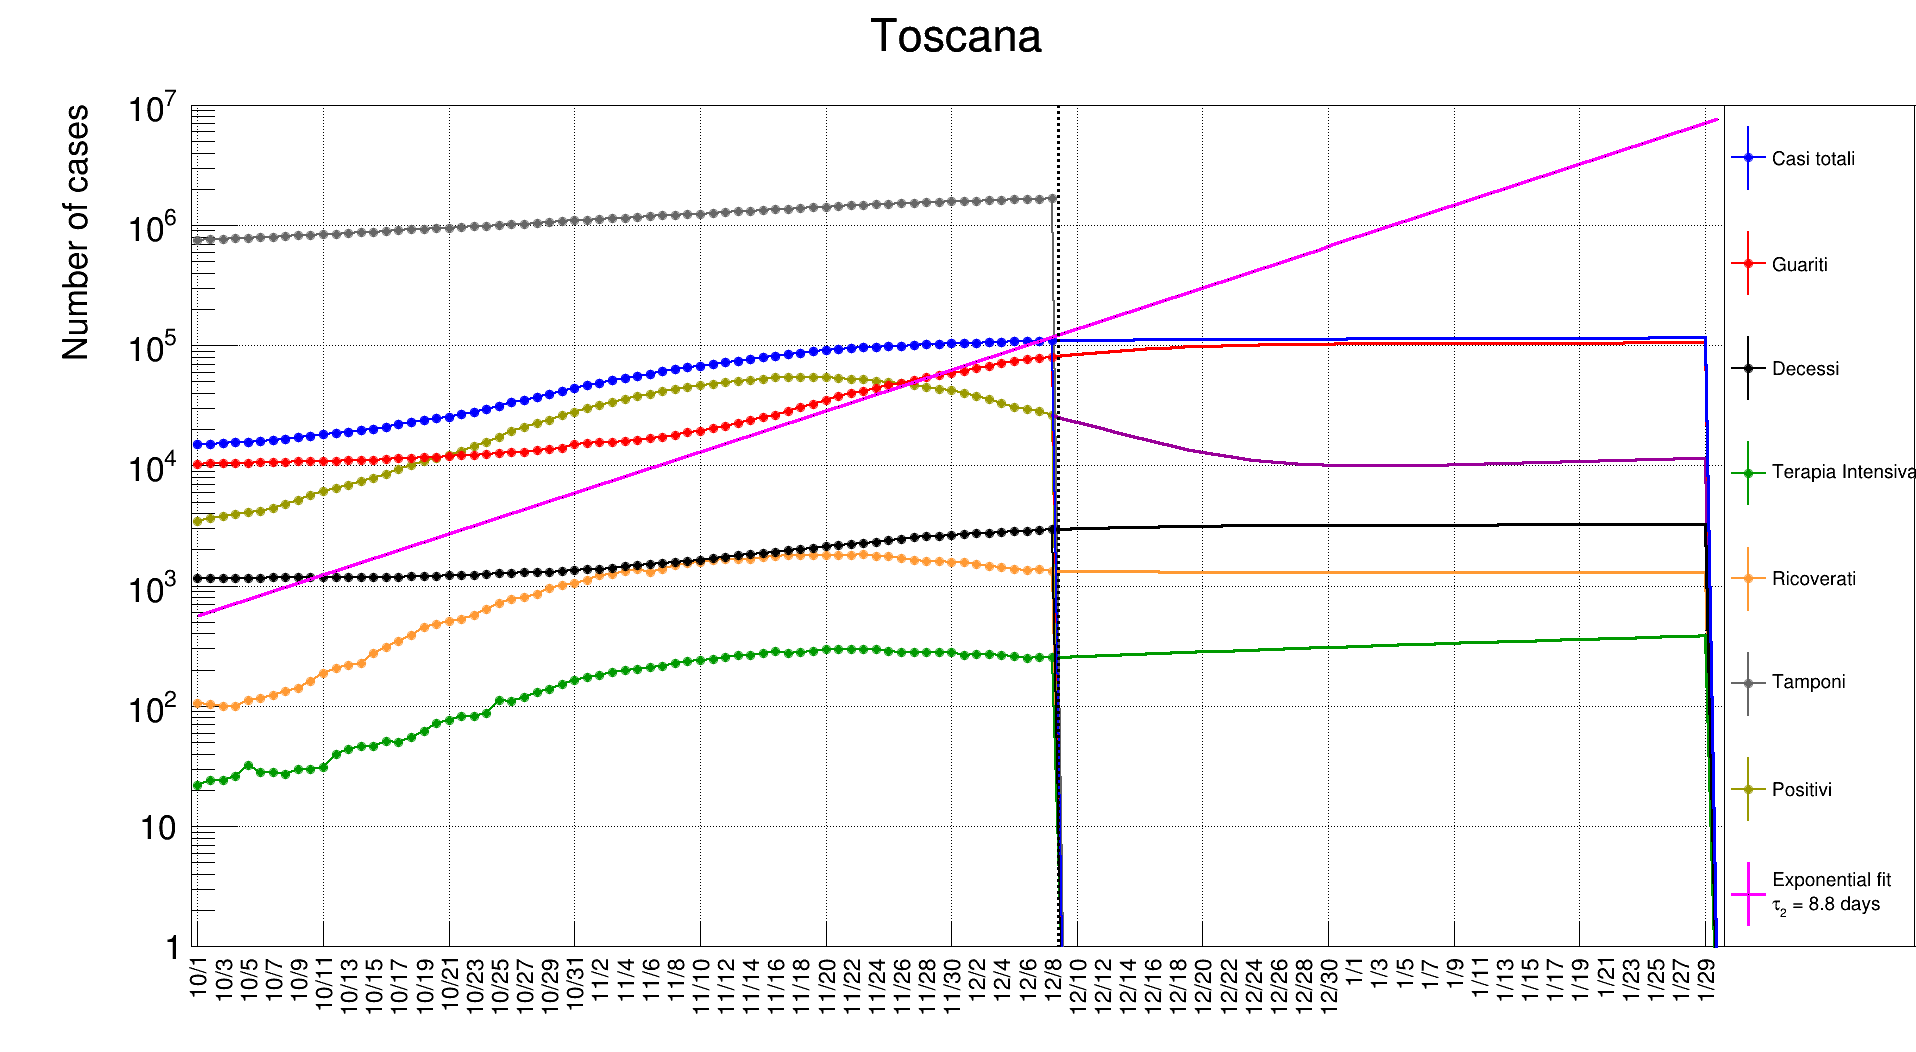 Toscana
Number of cases
10^7
10^6
10^5
10^4
10^3
10^2
10
1
10/1 10/3 10/5 10/7 10/9 10/11 10/13 10/15 10/17 10/19 10/21 10/23 10/25 10/27 10/29 10/31 11/2 11/4 11/6 11/8 11/10 11/12 11/14 11/16 11/18 11/20 11/22 11/24 11/26 11/28 11/30 12/2 12/4 12/6 12/8 12/10 12/12 12/14 12/16 12/18 12/20 12/22 12/24 12/26 12/28 12/30 1/1 1/3 1/5 1/7 1/9 1/11 1/13 1/15 1/17 1/19 1/21 1/23 1/25 1/27 1/29
Casi totali
Guariti
Decessi
Terapia Intensiva
Ricoverati
Tamponi
Positivi
Exponential fit
τ₂ = 8.8 days